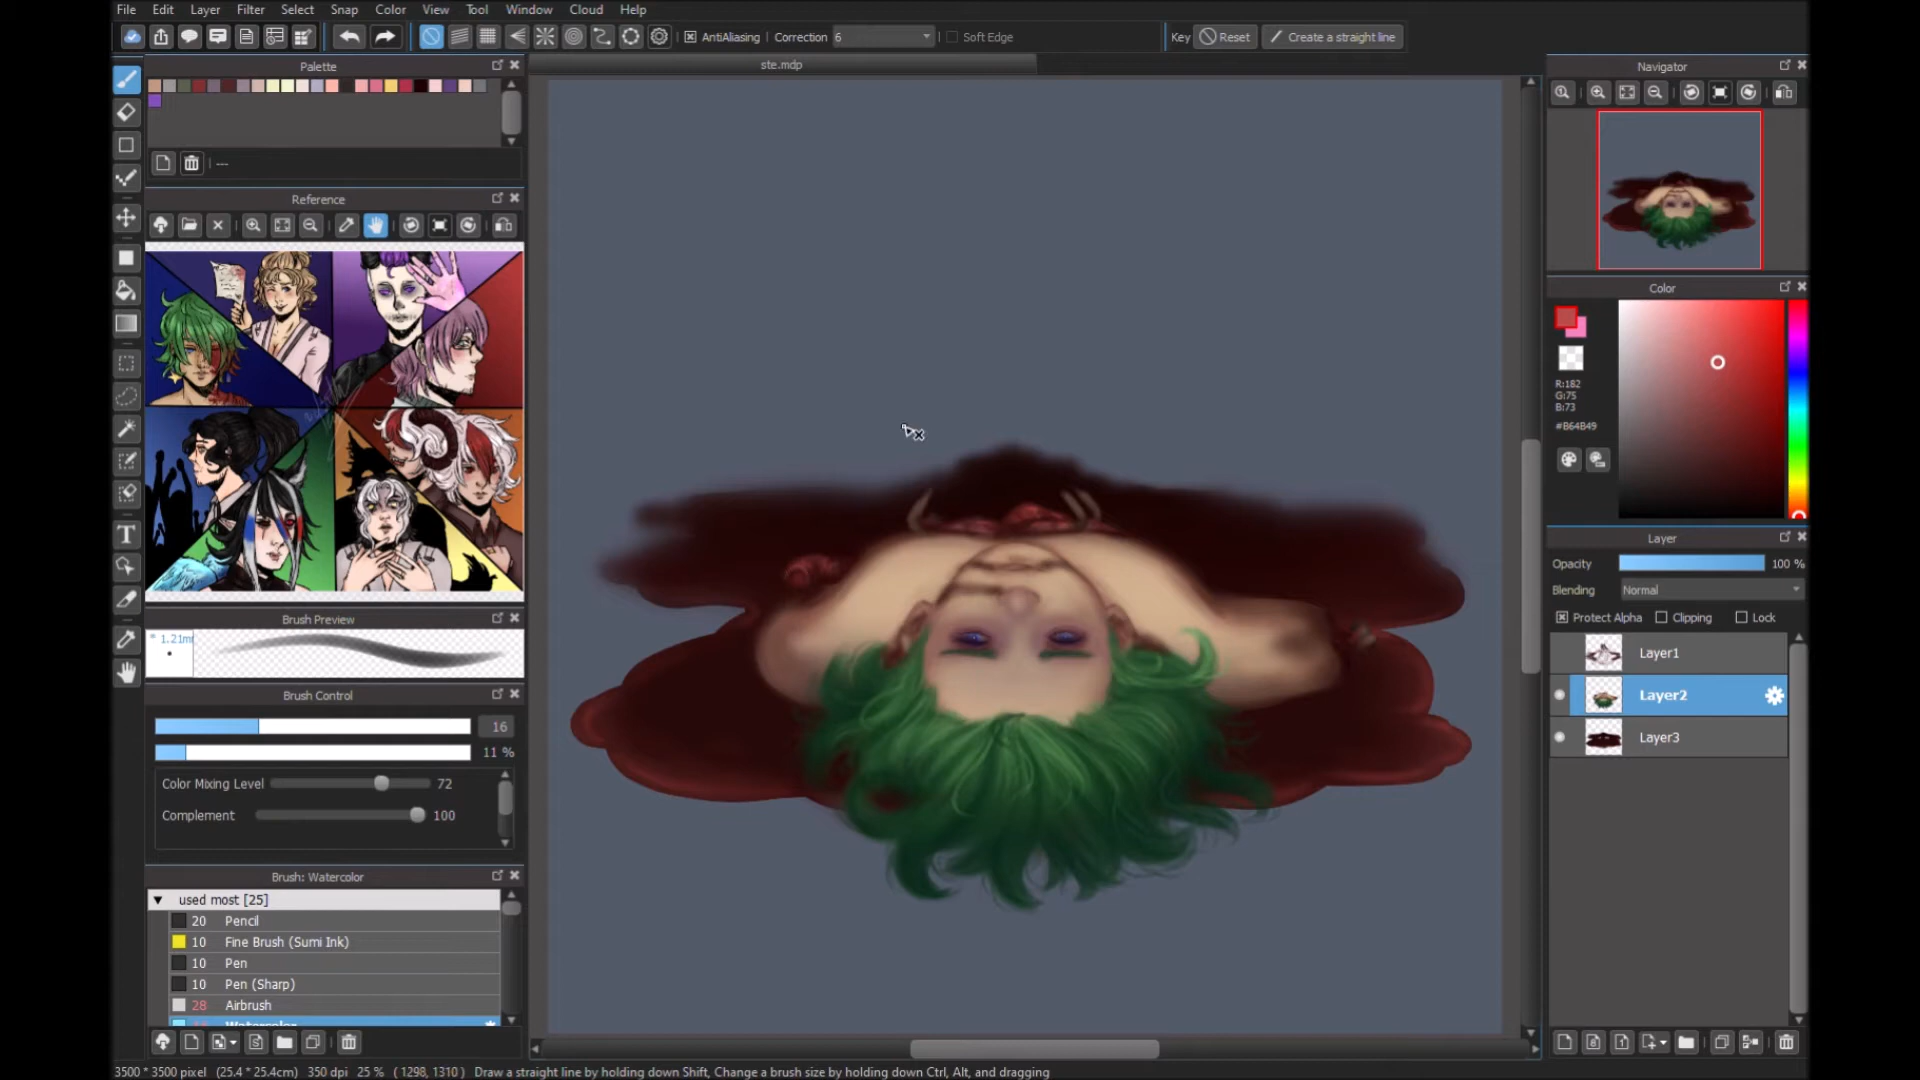 File Edit Layer Filter Select Snap Color View Tool Window Cloud Help
AntiAliasing Correction 6 Soft Edge Key Reset Create a straight line
Palette
ste.mdp
Navigator
---
Reference
Color
R:182
G:75
B:73
#B64B49
Layer
Opacity 100 %
Blending Normal
Protect Alpha Clipping Lock
Layer1
Layer2
Layer3
Brush Preview
Brush Control
16
11 %
Color Mixing Level 72
Complement 100
Brush: Watercolor
used most [25]
20 Pencil
10 Fine Brush (Sumi Ink)
10 Pen
10 Pen (Sharp)
28 Airbrush
Watercolor
3500 * 3500 pixel (25.4 * 25.4cm) 350 dpi 25 % ( 1298, 1310 ) Draw a straight line by holding down Shift, Change a brush size by holding down Ctrl, Alt, and dragging